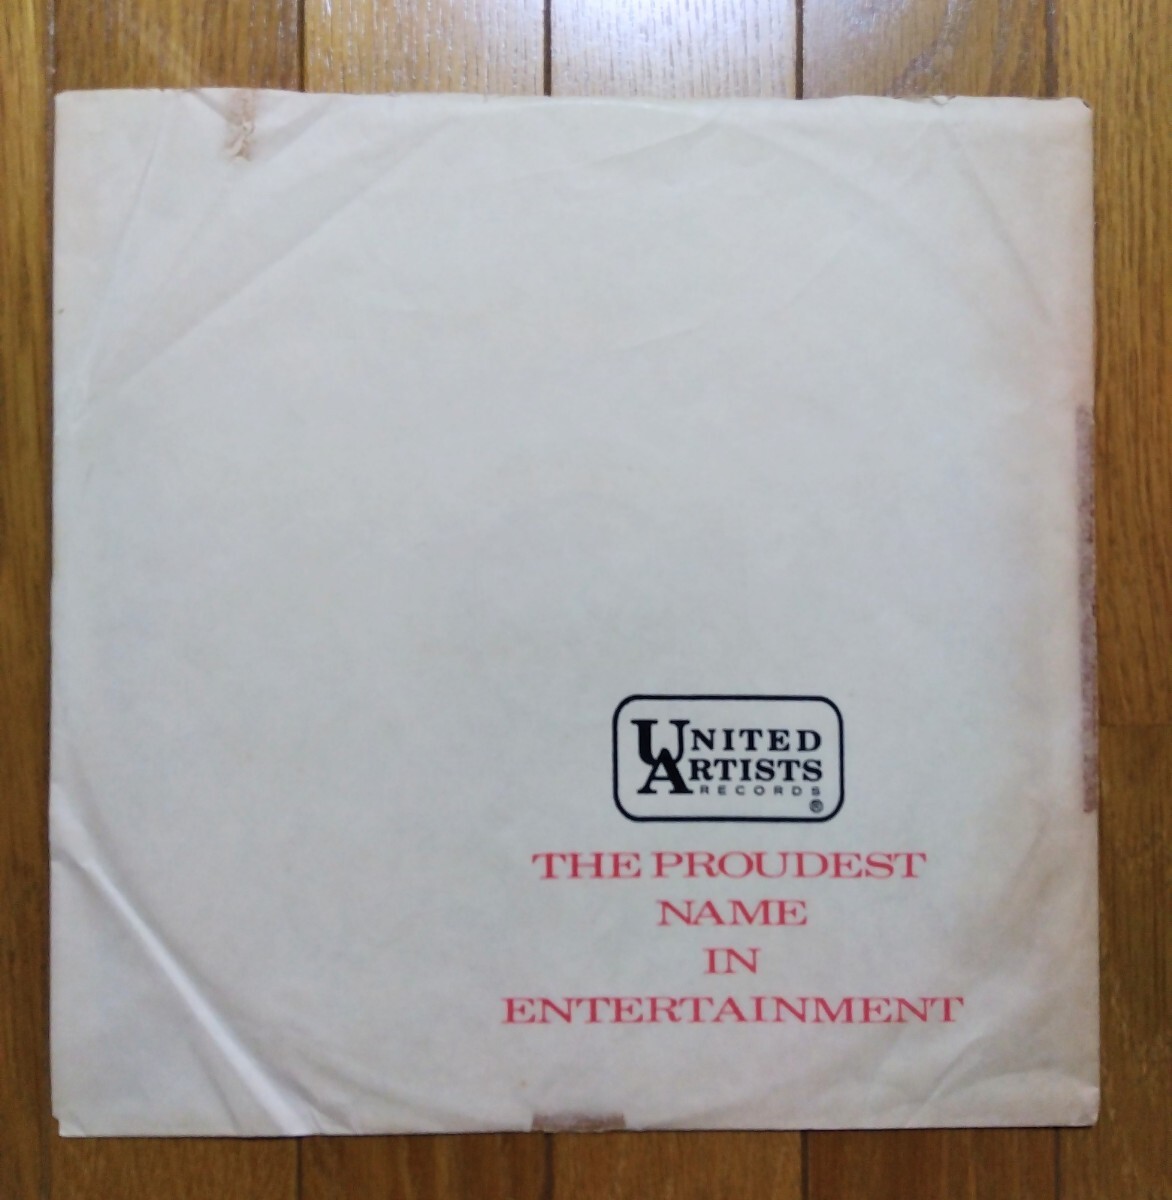 UNITED
ARTISTS
RECORDS
®
THE PROUDEST
NAME
IN
ENTERTAINMENT